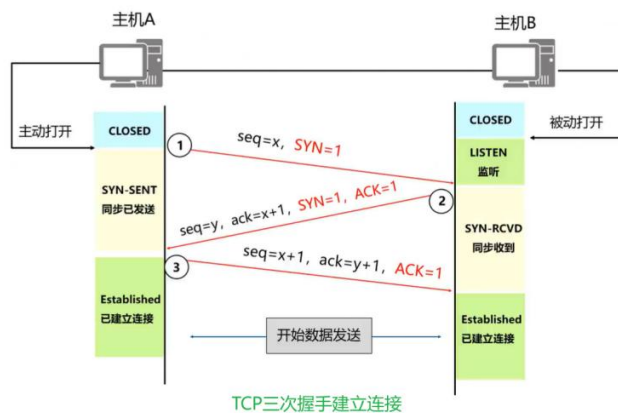 主机A
主机B
主动打开
被动打开
CLOSED
CLOSED
①
seq=x, SYN=1
LISTEN
监听
SYN-SENT
同步已发送
②
seq=y, ack=x+1, SYN=1, ACK=1
SYN-RCVD
同步收到
③
seq=x+1, ack=y+1, ACK=1
Established
已建立连接
Established
已建立连接
开始数据发送
TCP三次握手建立连接